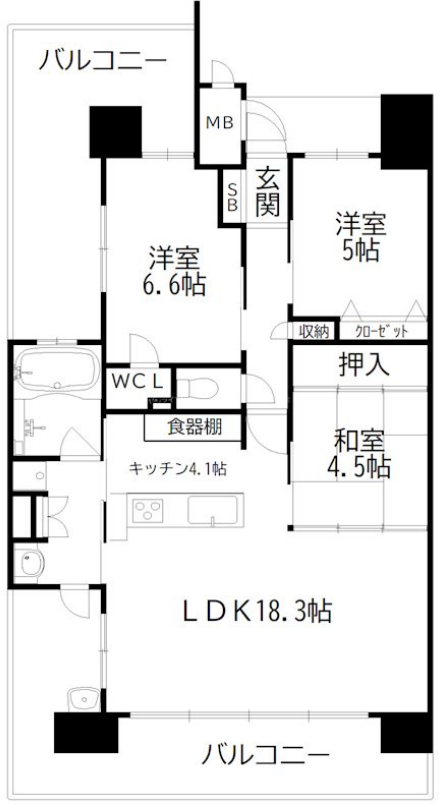 バルコニー
MB
SB
玄
関
洋室
5帖
洋室
6.6帖
収納
クローゼット
押入
WCL
食器棚
和室
4.5帖
キッチン4.1帖
LDK18.3帖
バルコニー